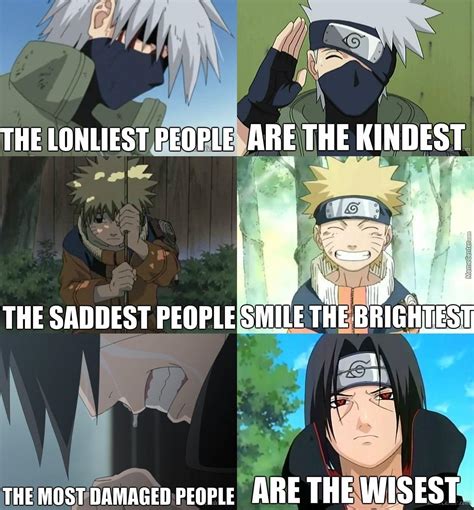 THE LONLIEST PEOPLE
ARE THE KINDEST
THE SADDEST PEOPLE
SMILE THE BRIGHTEST
THE MOST DAMAGED PEOPLE
ARE THE WISEST